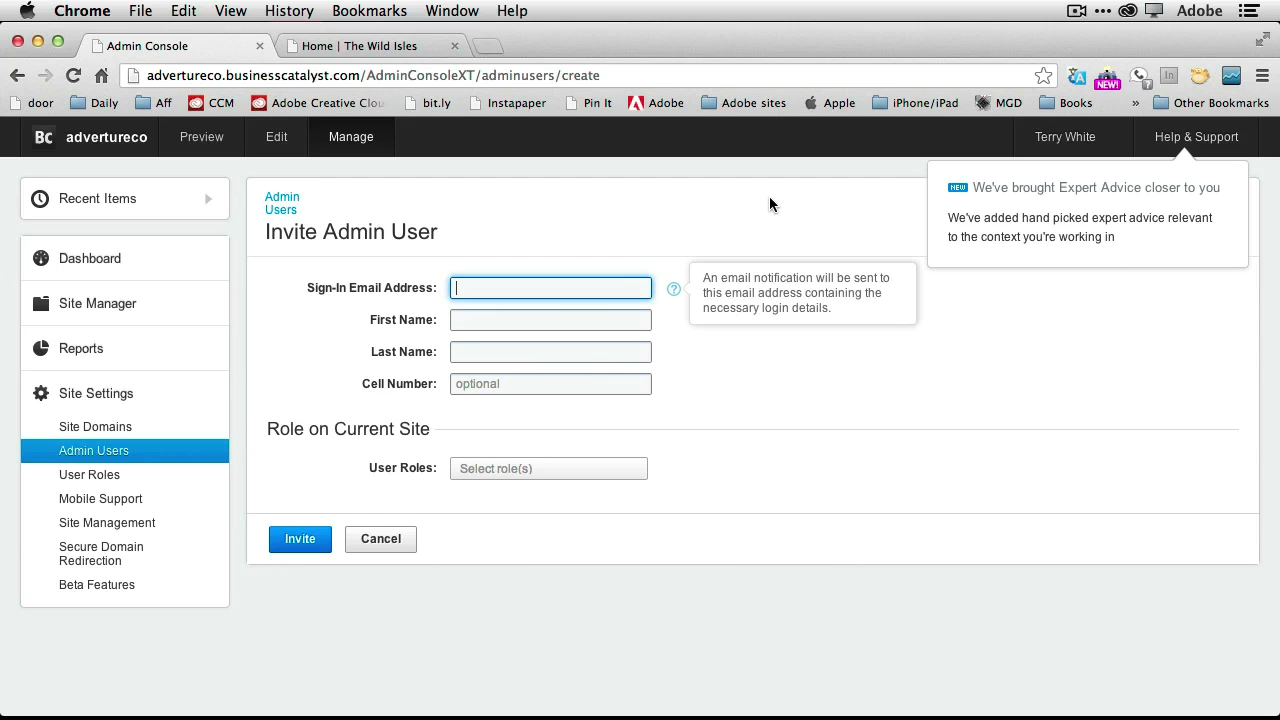 Chrome File Edit View History Bookmarks Window Help Adobe
Admin Console
Home | The Wild Isles
advertureco.businesscatalyst.com/AdminConsoleXT/adminusers/create
NEW!
door Daily Aff CCM Adobe Creative Clou bit.ly Instapaper Pin It Adobe Adobe sites Apple iPhone/iPad MGD Books » Other Bookmarks
Bc advertureco Preview Edit Manage Terry White Help & Support
NEW We've brought Expert Advice closer to you
We've added hand picked expert advice relevant
to the context you're working in
Recent Items
Dashboard
Site Manager
Reports
Site Settings
Site Domains
Admin Users
User Roles
Mobile Support
Site Management
Secure Domain
Redirection
Beta Features
Admin
Users
Invite Admin User
Sign-In Email Address:
?
An email notification will be sent to
this email address containing the
necessary login details.
First Name:
Last Name:
Cell Number: optional
Role on Current Site
User Roles: Select role(s)
Invite Cancel